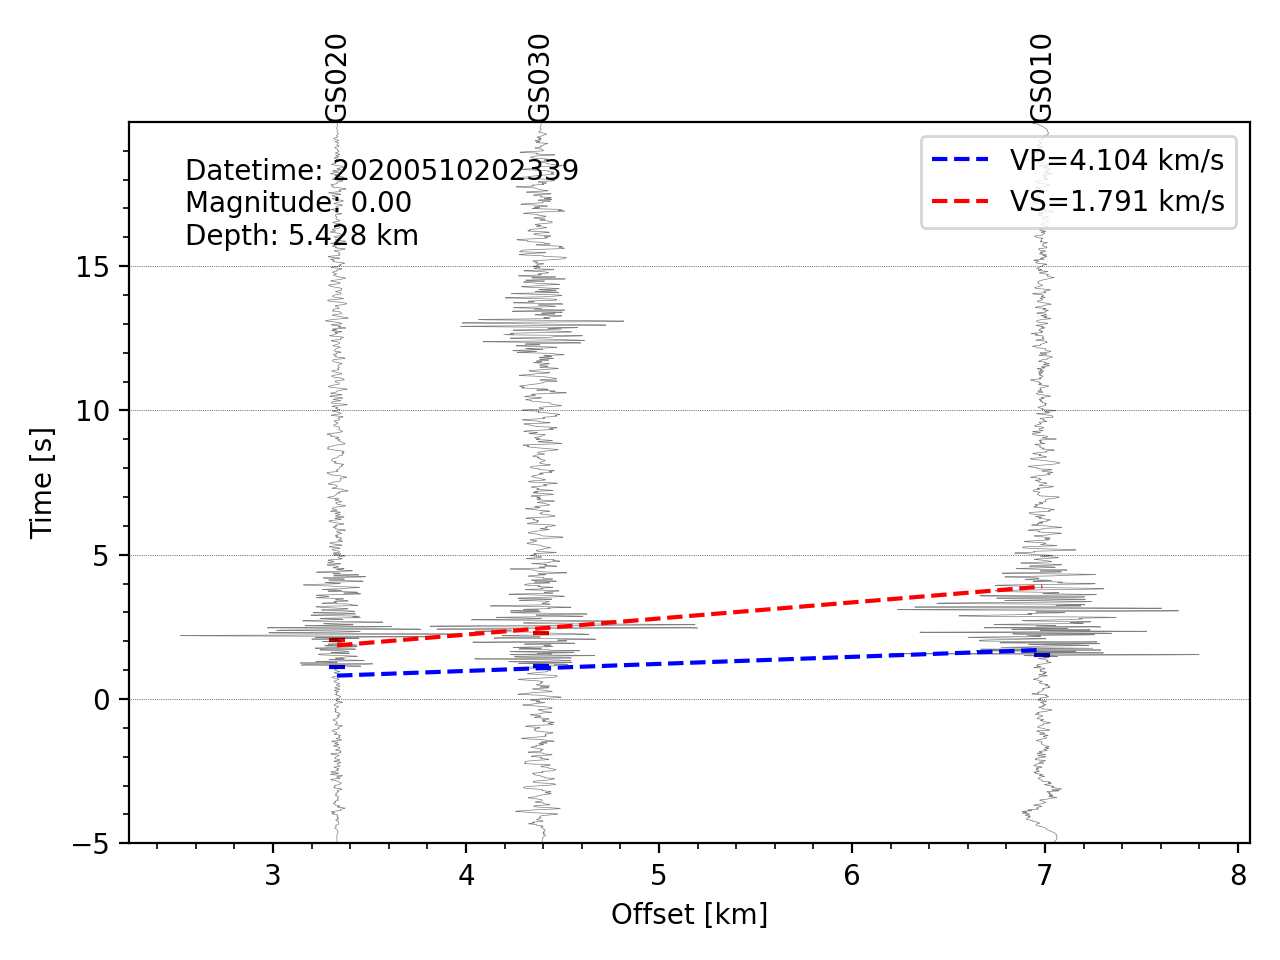 GS020 GS030 GS010
Datetime: 20200510202339
Magnitude: 0.00
Depth: 5.428 km
VP=4.104 km/s
VS=1.791 km/s
15
10
5
0
−5
Time [s]
3 4 5 6 7 8
Offset [km]